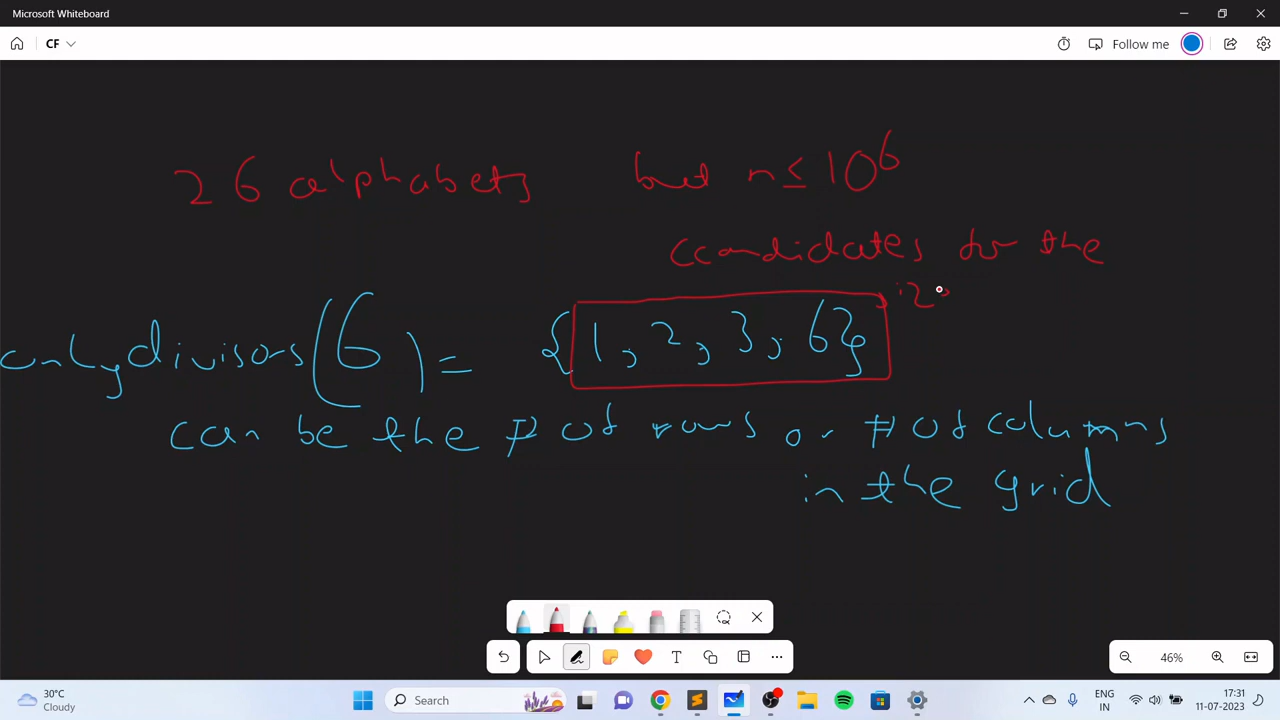 Microsoft Whiteboard
CF
Follow me
26 alphabets but n ≤ 10^6
candidates for the
only divisors(6) = {1, 2, 3, 6}
can be the # of rows or # of columns
in the grid
46%
30°C
Cloudy
Search
ENG
IN
17:31
11-07-2023